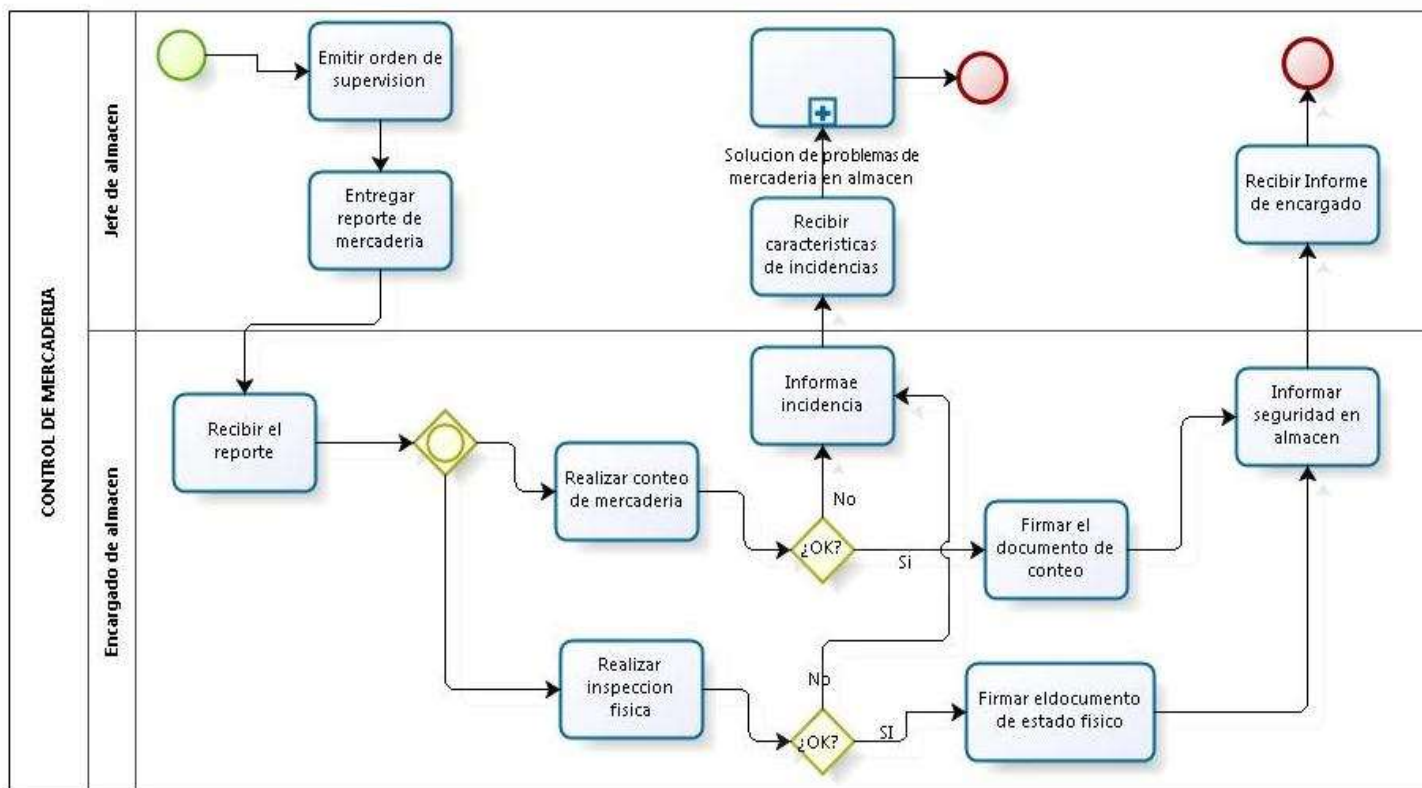 CONTROL DE MERCADERIA
Jefe de almacen
Emitir orden de
supervision
Entregar
reporte de
mercaderia
Solucion de problemas de
mercaderia en almacen
Recibir
caracteristicas
de incidencias
Recibir Informe
de encargado
Encargado de almacen
Recibir el
reporte
Realizar conteo
de mercaderia
¿OK?
No
Si
Informae
incidencia
Firmar el
documento de
conteo
Informar
seguridad en
almacen
Realizar
inspeccion
fisica
¿OK?
No
SI
Firmar eldocumento
de estado fisico